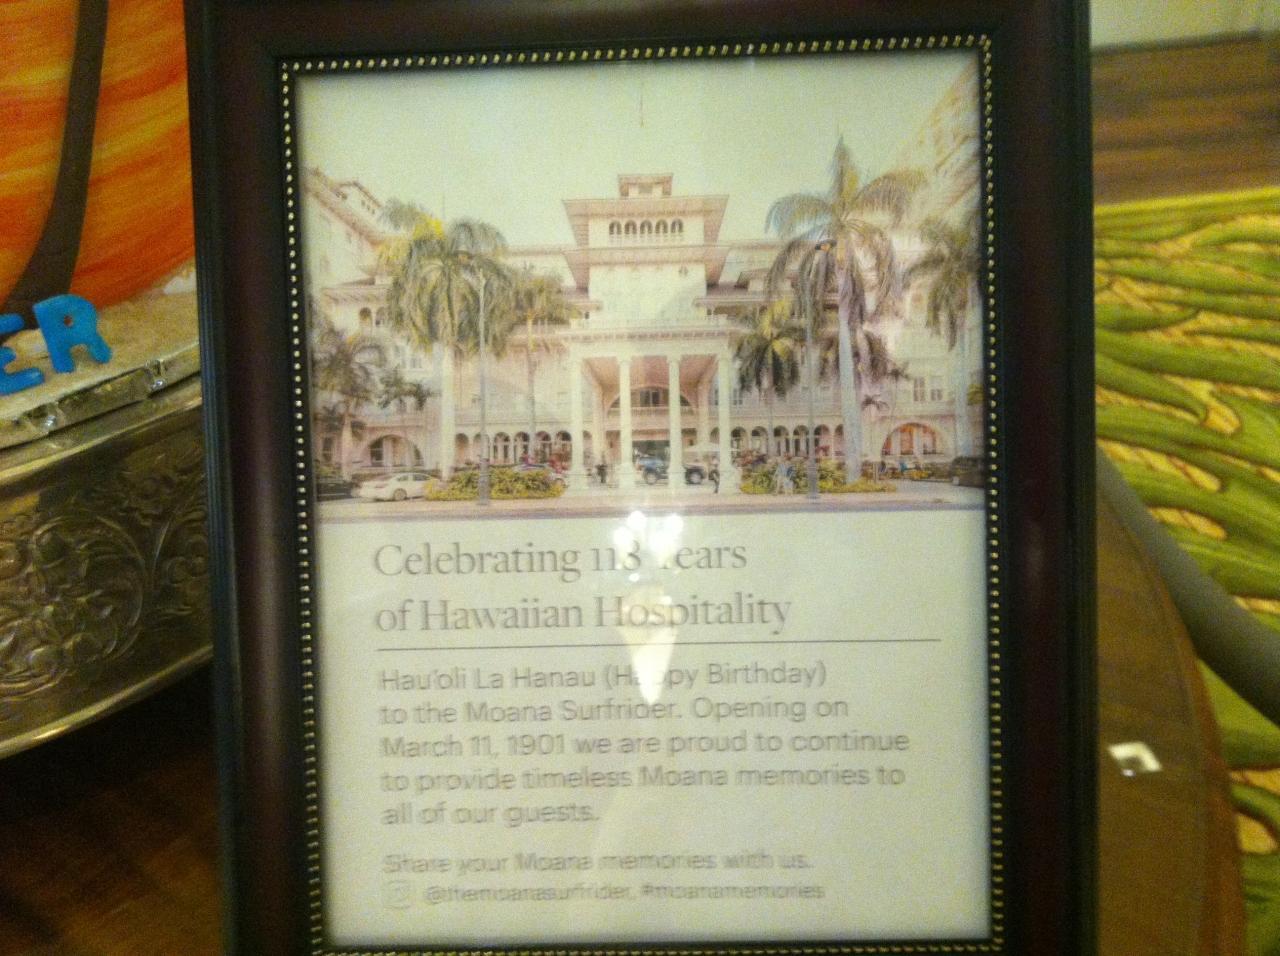 ER
Celebrating 118 Years
of Hawaiian Hospitality
Hau'oli La Hanau (Happy Birthday)
to the Moana Surfrider. Opening on
March 11, 1901 we are proud to continue
to provide timeless Moana memories to
all of our guests.
Share your Moana memories with us.
@themoanasurfrider, #moanamemories